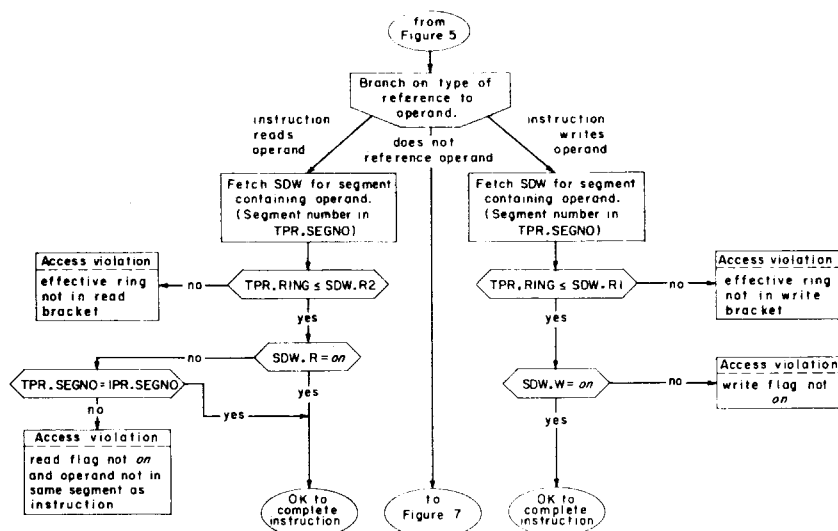 from
Figure 5
Branch on type of
reference to
operand.
instruction
reads
operand
does not
reference operand
instruction
writes
operand
Fetch SDW for segment
containing operand.
(Segment number in
TPR.SEGNO)
Fetch SDW for segment
containing operand.
(Segment number in
TPR.SEGNO)
Access violation
effective ring
not in read
bracket
no
TPR.RING ≤ SDW.R2
yes
TPR.RING ≤ SDW.R1
no
yes
Access violation
effective ring
not in write
bracket
no
SDW.R = on
yes
TPR.SEGNO = IPR.SEGNO
no
yes
SDW.W = on
no
yes
Access violation
write flag not
on
Access violation
read flag not on
and operand not in
same segment as
instruction
OK to
complete
instruction
to
Figure 7
OK to
complete
instruction